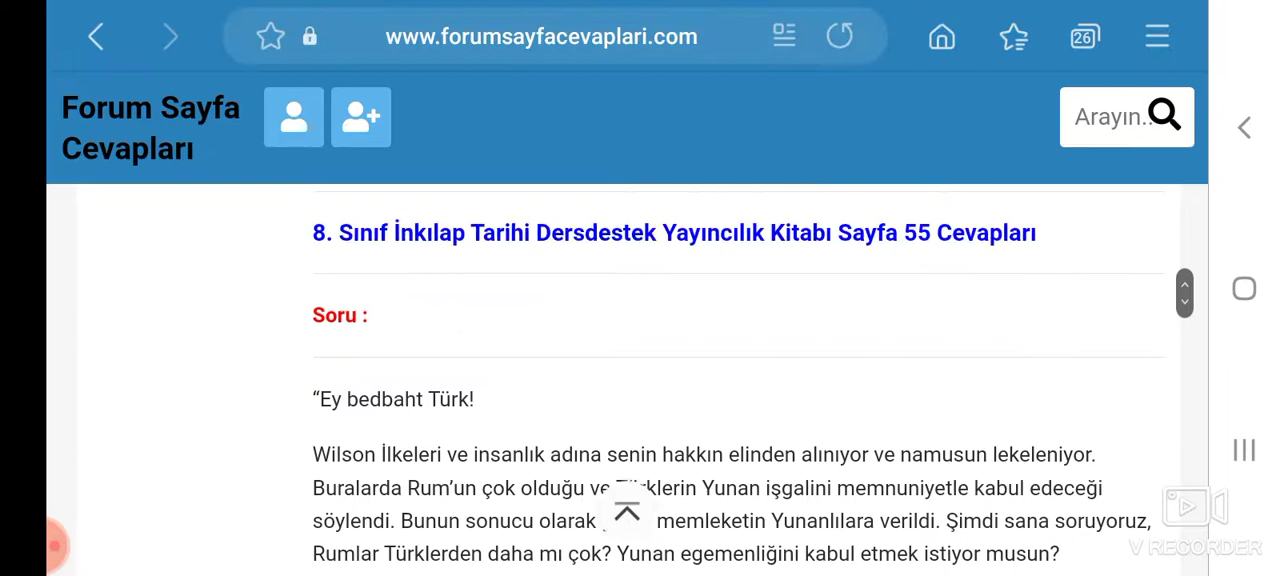 www.forumsayfacevaplari.com
26
Forum Sayfa
Cevapları
Arayın.
8. Sınıf İnkılap Tarihi Dersdestek Yayıncılık Kitabı Sayfa 55 Cevapları
Soru :
“Ey bedbaht Türk!
Wilson İlkeleri ve insanlık adına senin hakkın elinden alınıyor ve namusun lekeleniyor.
Buralarda Rum’un çok olduğu ve Türklerin Yunan işgalini memnuniyetle kabul edeceği
söylendi. Bunun sonucu olarak memleketin Yunanlılara verildi. Şimdi sana soruyoruz,
Rumlar Türklerden daha mı çok? Yunan egemenliğini kabul etmek istiyor musun?
V RECORDER